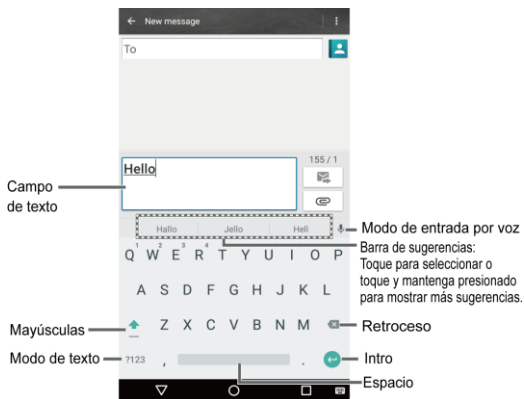 New message
To
155 / 1
Hello
Campo
de texto
Hallo Jello Hell
Modo de entrada por voz
Barra de sugerencias:
Toque para seleccionar o
toque y mantenga presionado
para mostrar más sugerencias.
1 2 3 4
Q W E R T Y U I O P
A S D F G H J K L
Mayúsculas
Z X C V B N M
Retroceso
Modo de texto
?123 , .
Intro
Espacio